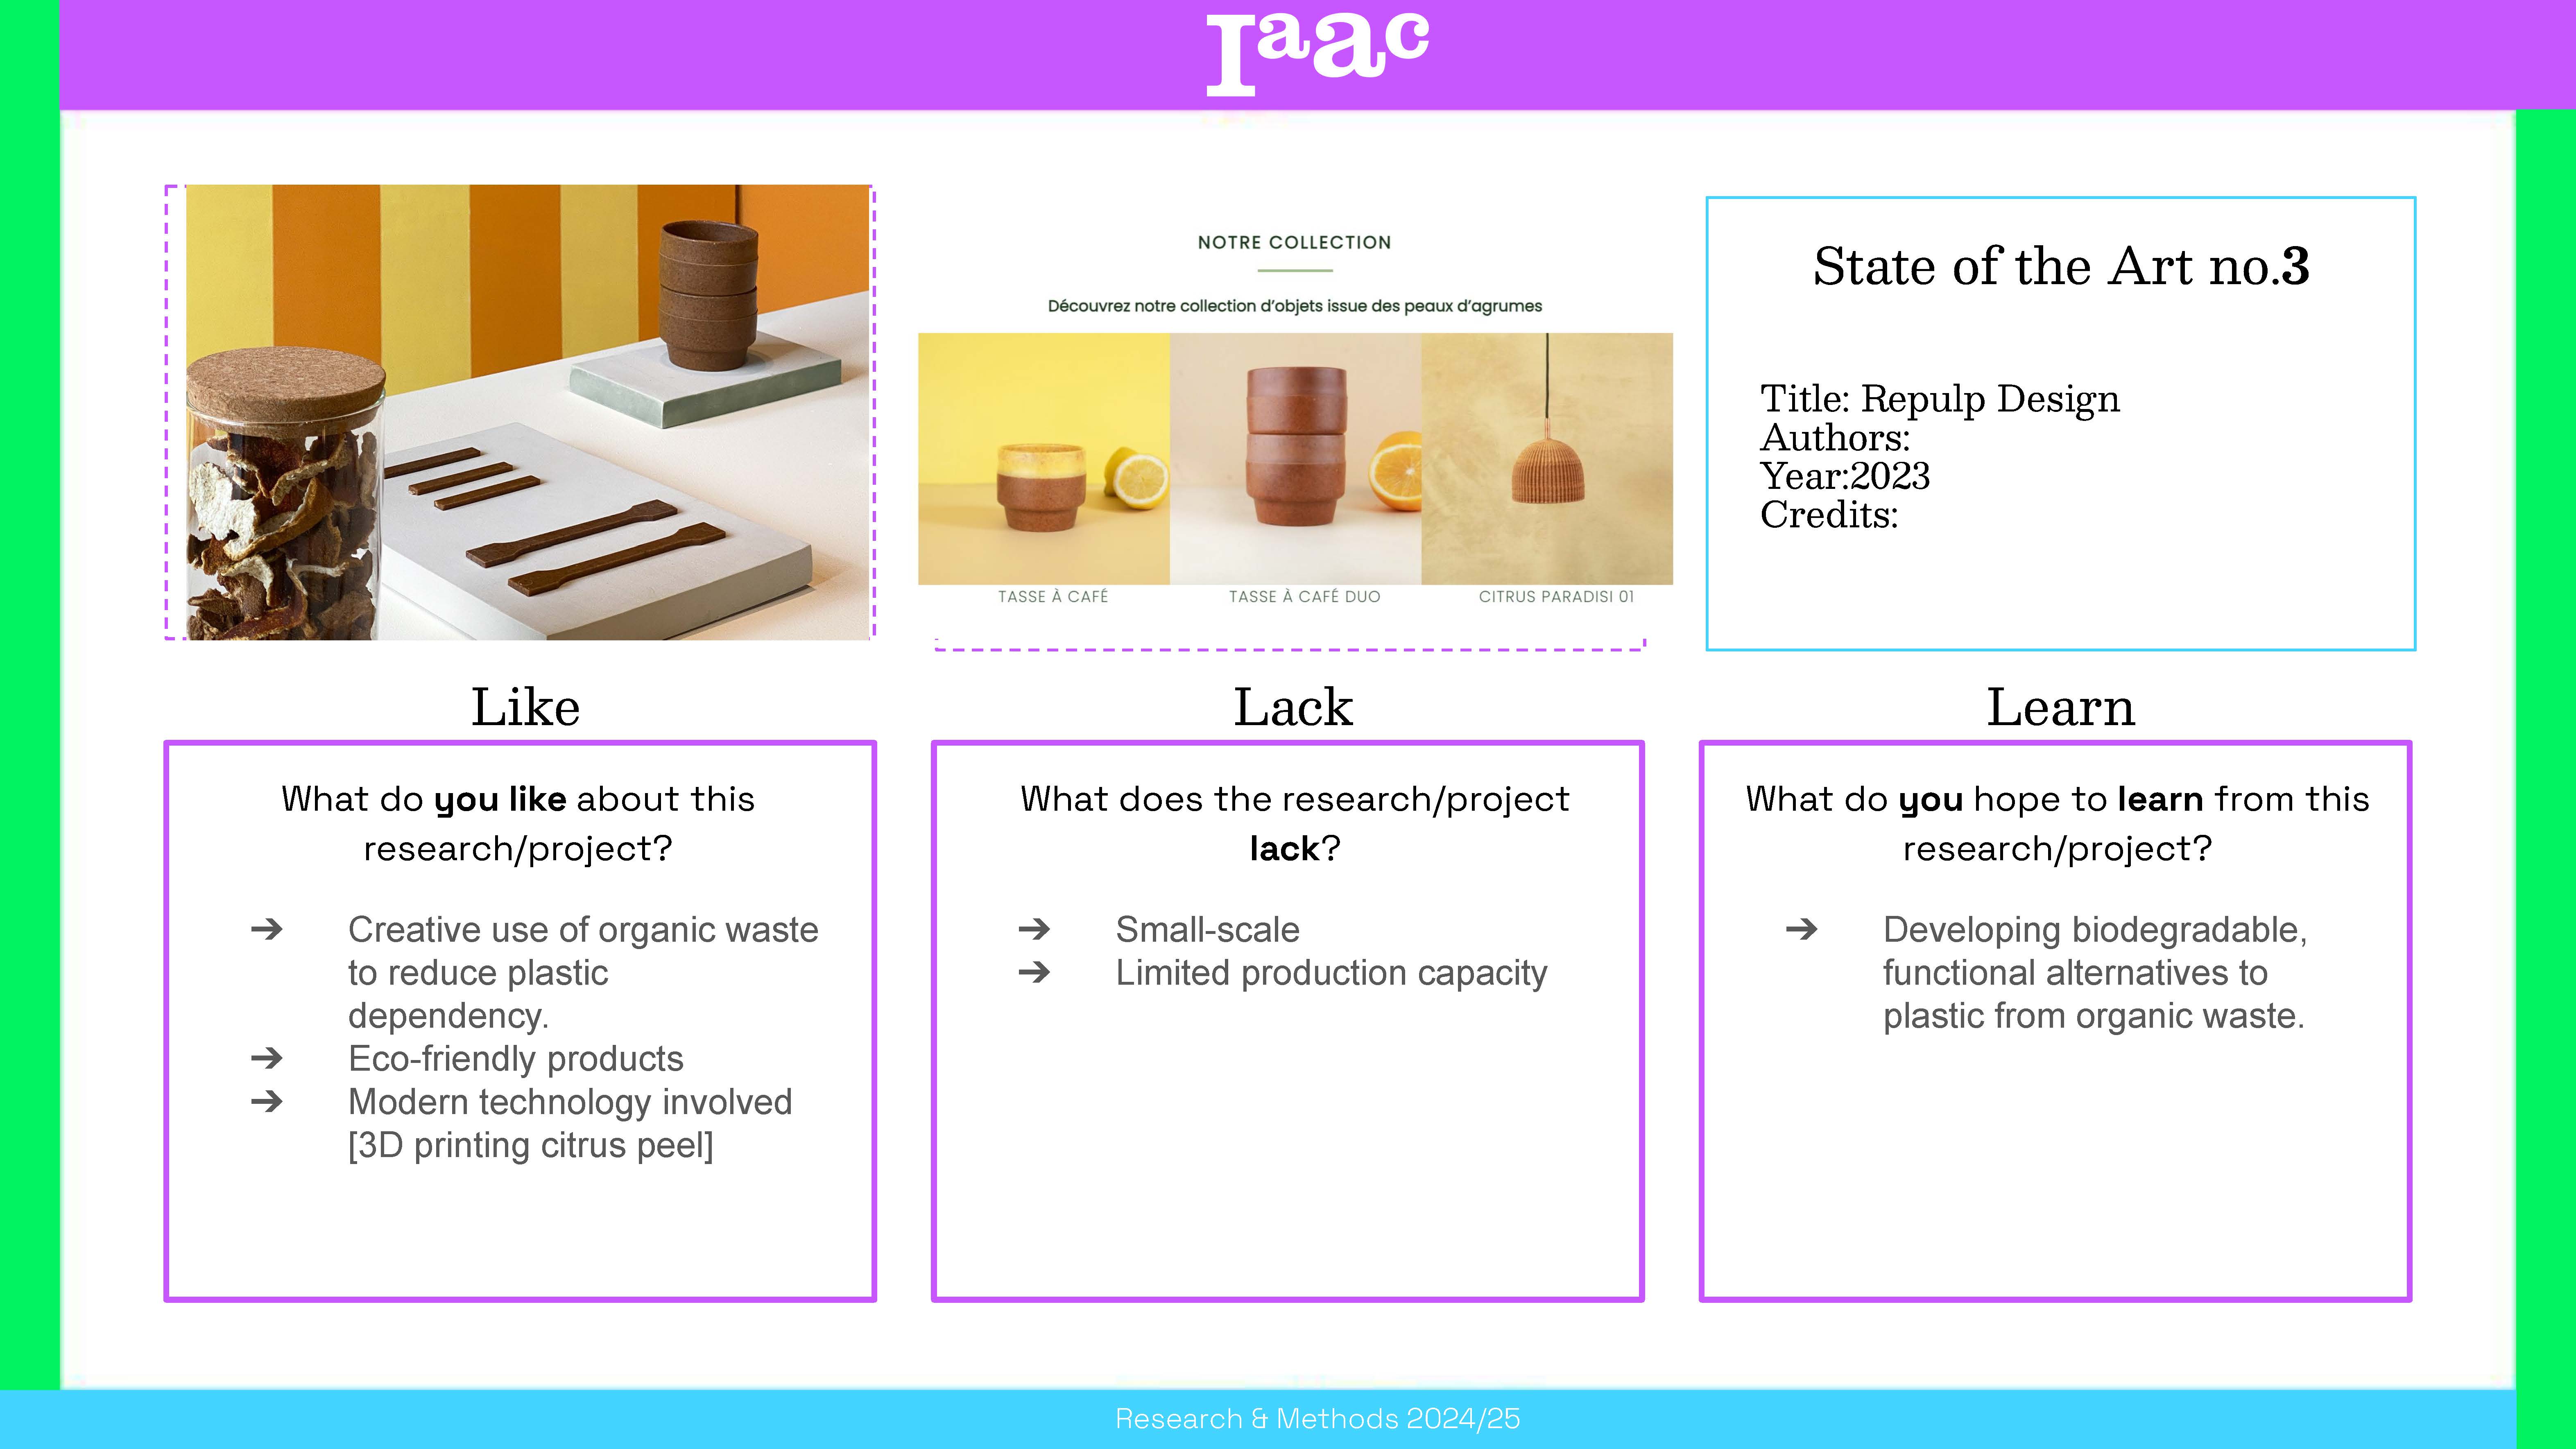 Iaac
NOTRE COLLECTION
Découvrez notre collection d'objets issue des peaux d'agrumes
TASSE À CAFÉ
TASSE À CAFÉ DUO
CITRUS PARADISI 01
State of the Art no.3
Title: Repulp Design
Authors:
Year:2023
Credits:
Like
What do you like about this
research/project?
➔ Creative use of organic waste
to reduce plastic
dependency.
➔ Eco-friendly products
➔ Modern technology involved
[3D printing citrus peel]
Lack
What does the research/project
lack?
➔ Small-scale
➔ Limited production capacity
Learn
What do you hope to learn from this
research/project?
➔ Developing biodegradable,
functional alternatives to
plastic from organic waste.
Research & Methods 2024/25